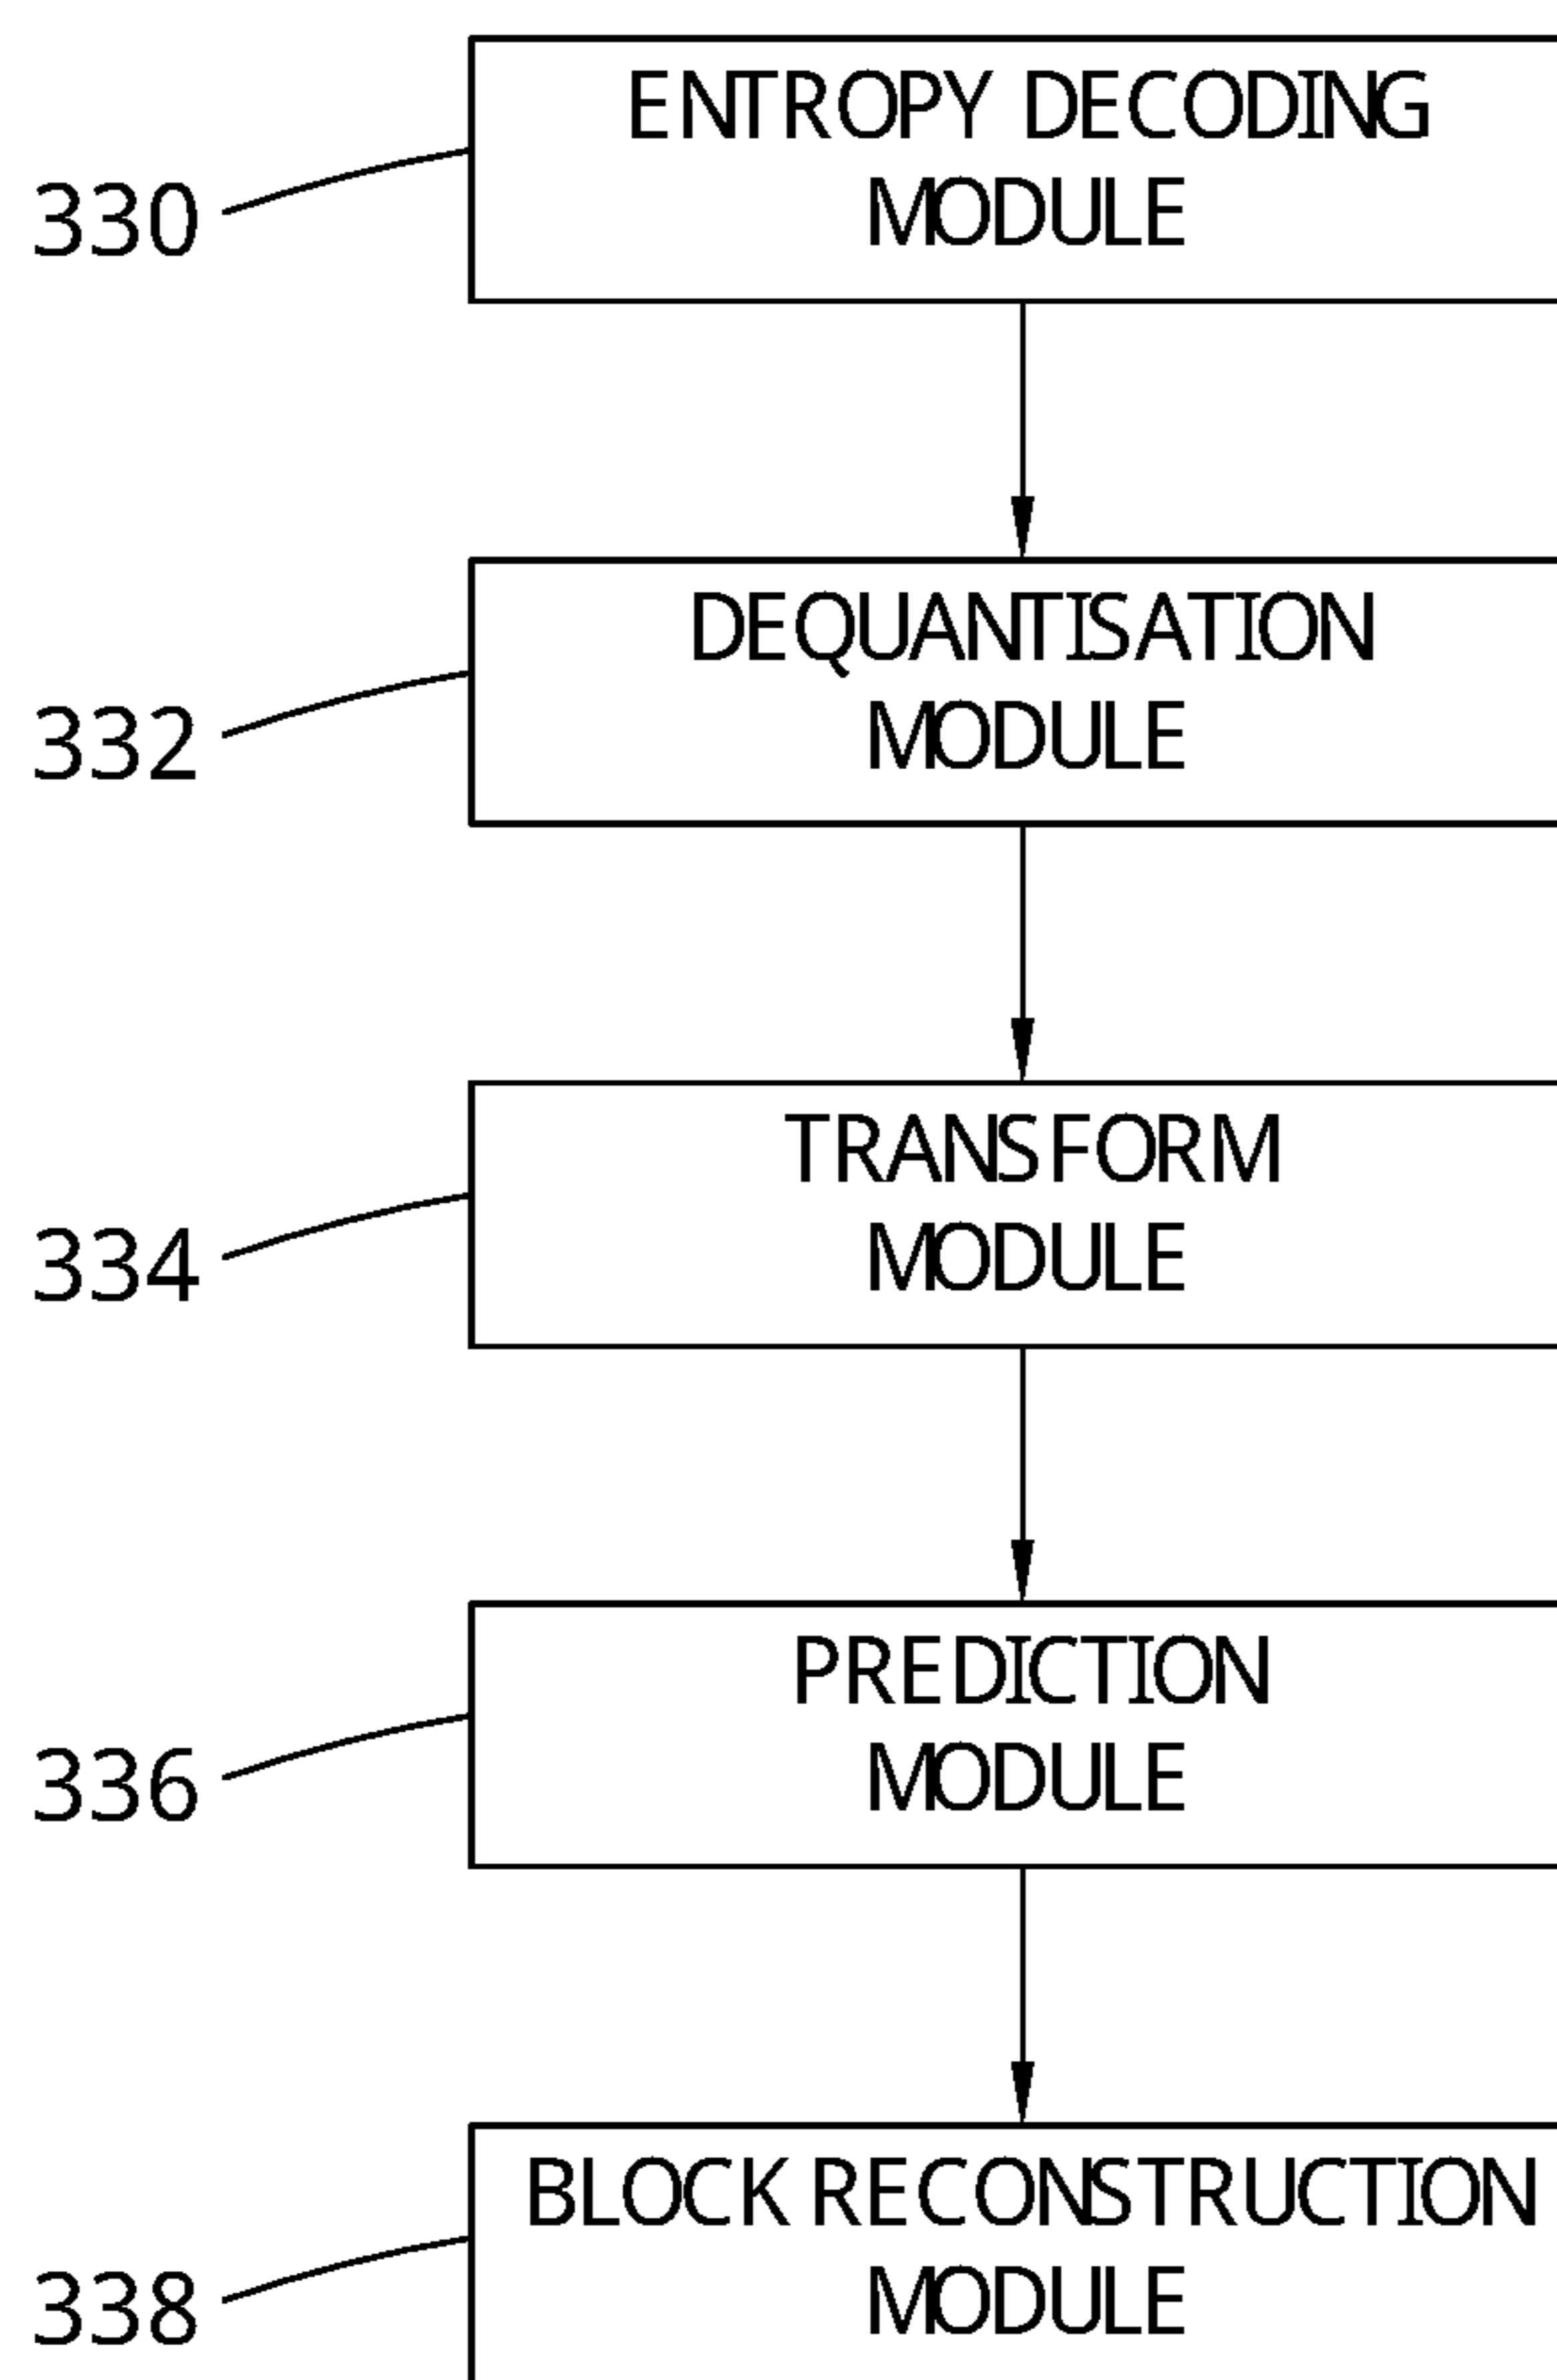 ENTROPY DECODING
MODULE
330
DEQUANTISATION
MODULE
332
TRANSFORM
MODULE
334
PREDICTION
MODULE
336
BLOCK RECONSTRUCTION
MODULE
338